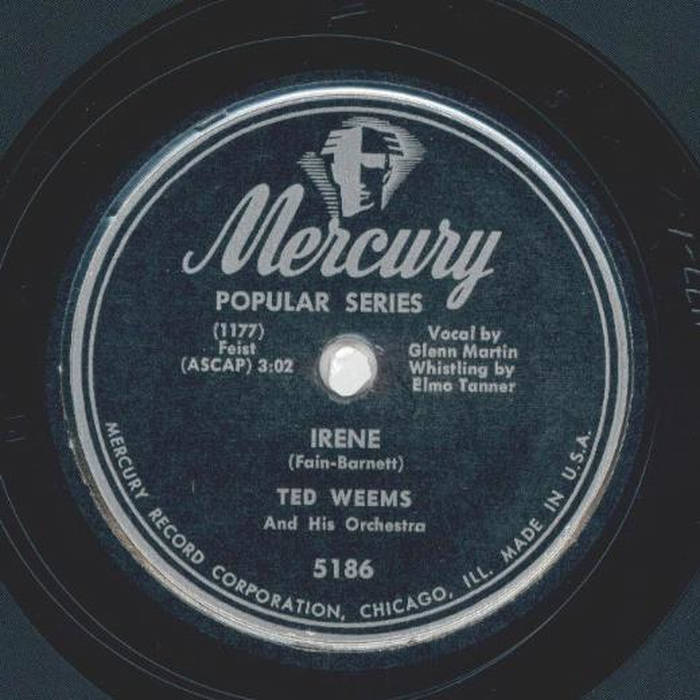 Mercury
POPULAR SERIES
(1177)
Feist
(ASCAP) 3:02
Vocal by
Glenn Martin
Whistling by
Elmo Tanner
IRENE
(Fain-Barnett)
TED WEEMS
And His Orchestra
5186
MERCURY RECORD CORPORATION, CHICAGO, ILL. MADE IN U.S.A.